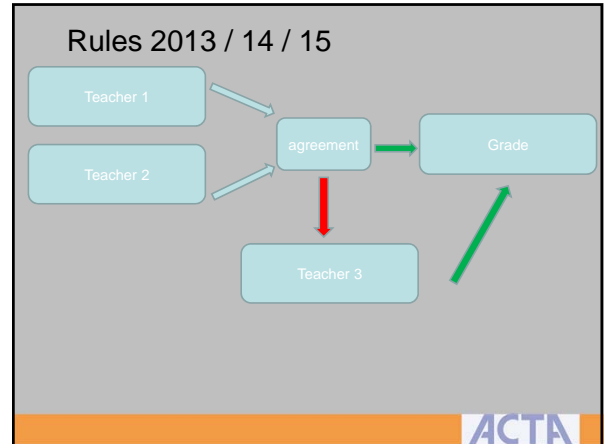 Rules 2013 / 14 / 15
Teacher 1
agreement
Grade
Teacher 2
Teacher 3
ACTA